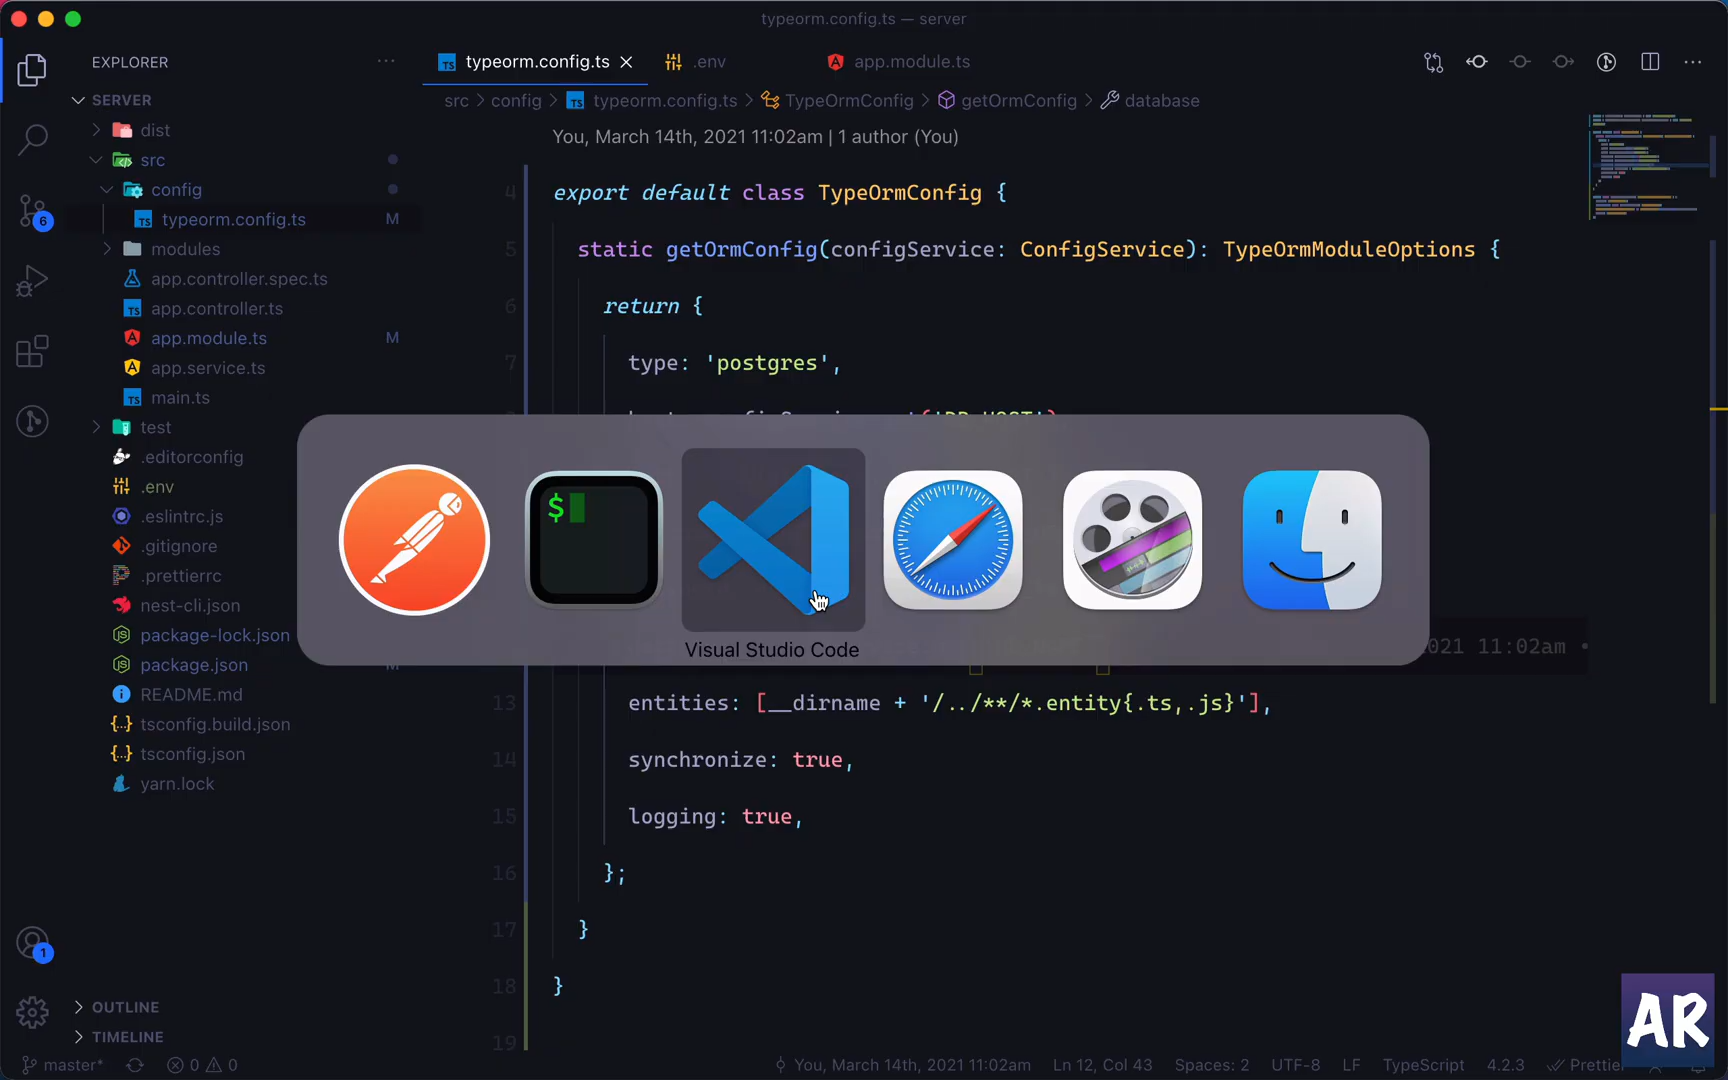 typeorm.config.ts — server
EXPLORER
typeorm.config.ts
.env
app.module.ts
SERVER
src > config > TS typeorm.config.ts > TypeOrmConfig > getOrmConfig > database
dist
src
config
TS typeorm.config.ts M
modules
app.controller.spec.ts
TS app.controller.ts
app.module.ts M
app.service.ts
TS main.ts
test
.editorconfig
.env
.eslintrc.js
.gitignore
.prettierrc
nest-cli.json
package-lock.json
package.json
README.md
tsconfig.build.json
tsconfig.json
yarn.lock
You, March 14th, 2021 11:02am | 1 author (You)
4 export default class TypeOrmConfig {
5 static getOrmConfig(configService: ConfigService): TypeOrmModuleOptions {
6 return {
7 type: 'postgres',
$
Visual Studio Code
2021 11:02am •
13 entities: [__dirname + '/../**/*.entity{.ts,.js}'],
14 synchronize: true,
15 logging: true,
16 };
17 }
18 }
19
6
1
OUTLINE
TIMELINE
AR
master* 0 0 You, March 14th, 2021 11:02am Ln 12, Col 43 Spaces: 2 UTF-8 LF TypeScript 4.2.3 Prettier